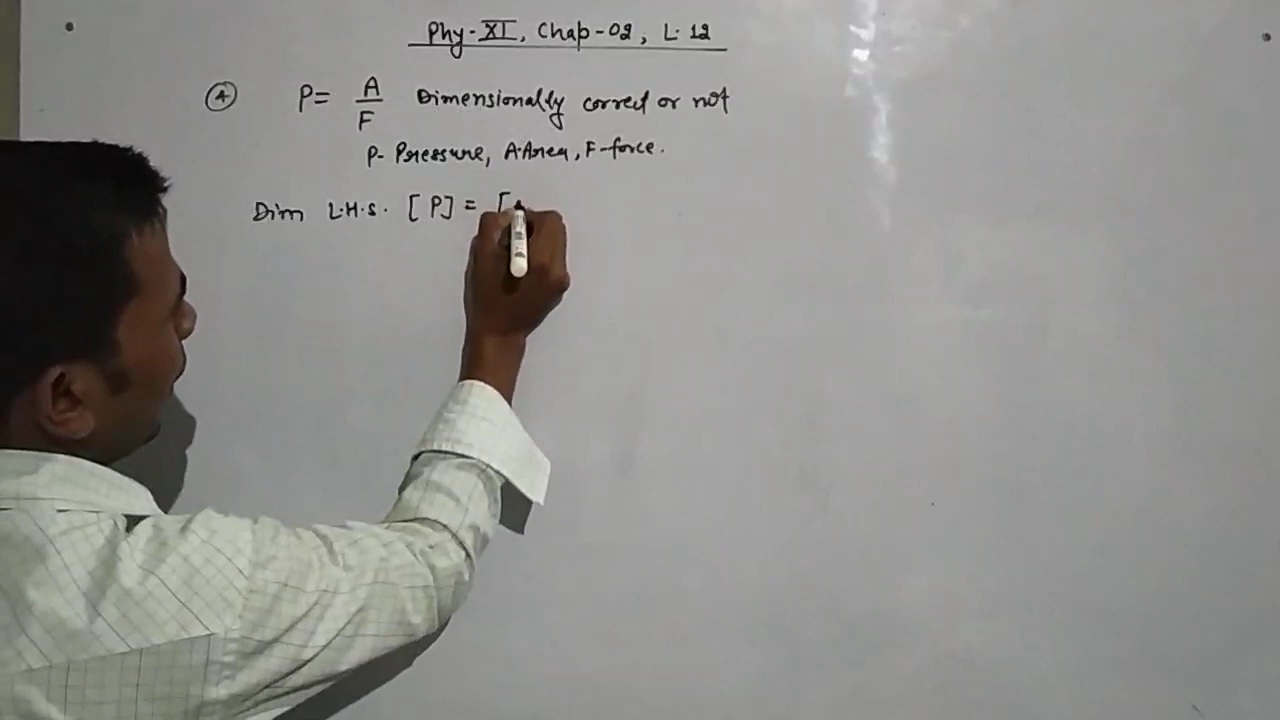 Phy-XI, Chap-02, L.12
(A) P= A/F Dimensionally correct or not
P- Pressure, A-Area, F-force.
Dim L.H.S. [P] = [